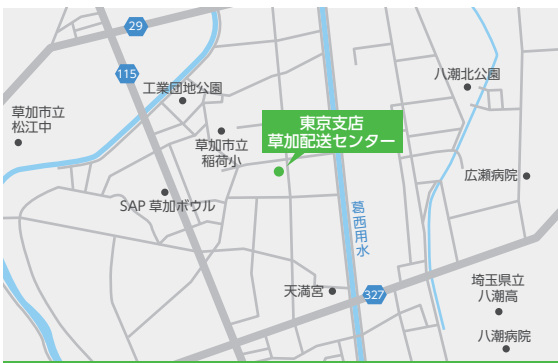 29
115
工業団地公園
八潮北公園
草加市立
松江中
東京支店
草加配送センター
草加市立
稲荷小
広瀬病院
SAP 草加ボウル
葛西用水
天満宮
327
埼玉県立
八潮高
八潮病院